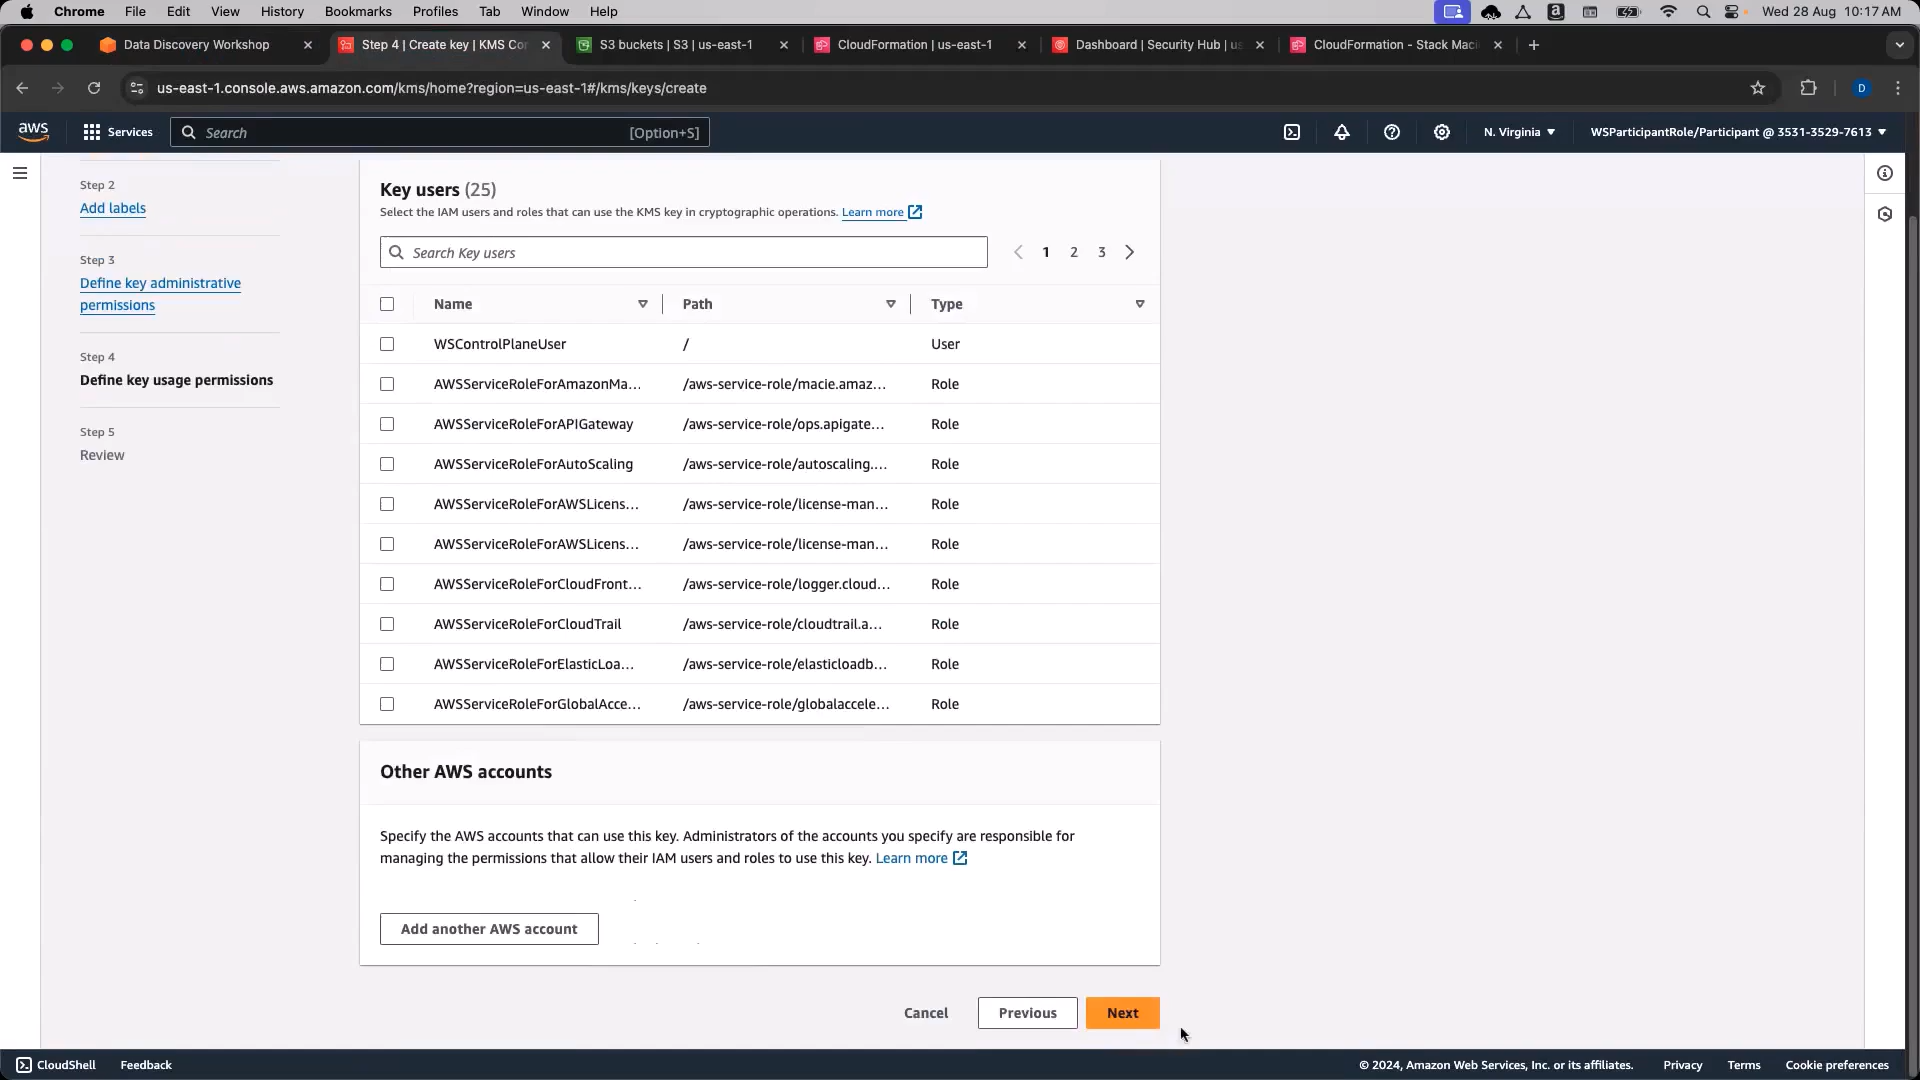 Chrome File Edit View History Bookmarks Profiles Tab Window Help Wed 28 Aug 10:17 AM
Data Discovery Workshop Step 4 | Create key | KMS Co S3 buckets | S3 | us-east-1 CloudFormation | us-east-1 Dashboard | Security Hub | us CloudFormation - Stack Maci
us-east-1.console.aws.amazon.com/kms/home?region=us-east-1#/kms/keys/create D
aws Services Search [Option+S] N. Virginia WSParticipantRole/Participant @ 3531-3529-7613
Step 2
Add labels
Step 3
Define key administrative
permissions
Step 4
Define key usage permissions
Step 5
Review
Key users (25)
Select the IAM users and roles that can use the KMS key in cryptographic operations. Learn more
Search Key users 1 2 3
Name Path Type
WSControlPlaneUser / User
AWSServiceRoleForAmazonMa... /aws-service-role/macie.amaz... Role
AWSServiceRoleForAPIGateway /aws-service-role/ops.apigate... Role
AWSServiceRoleForAutoScaling /aws-service-role/autoscaling.... Role
AWSServiceRoleForAWSLicens... /aws-service-role/license-man... Role
AWSServiceRoleForAWSLicens... /aws-service-role/license-man... Role
AWSServiceRoleForCloudFront... /aws-service-role/logger.cloud... Role
AWSServiceRoleForCloudTrail /aws-service-role/cloudtrail.a... Role
AWSServiceRoleForElasticLoa... /aws-service-role/elasticloadb... Role
AWSServiceRoleForGlobalAcce... /aws-service-role/globalaccele... Role
Other AWS accounts
Specify the AWS accounts that can use this key. Administrators of the accounts you specify are responsible for
managing the permissions that allow their IAM users and roles to use this key. Learn more
Add another AWS account
Cancel Previous Next
CloudShell Feedback © 2024, Amazon Web Services, Inc. or its affiliates. Privacy Terms Cookie preferences